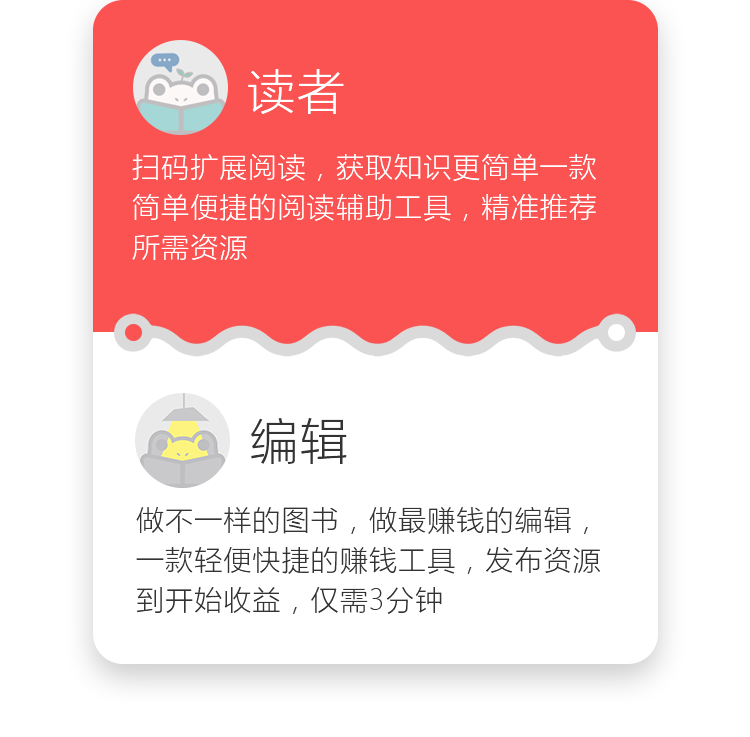 读者
扫码扩展阅读，获取知识更简单一款
简单便捷的阅读辅助工具，精准推荐
所需资源
编辑
做不一样的图书，做最赚钱的编辑，
一款轻便快捷的赚钱工具，发布资源
到开始收益，仅需3分钟